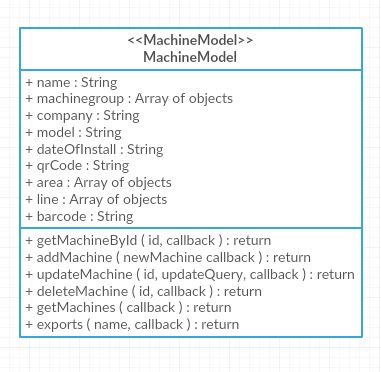 <<MachineModel>>
MachineModel
+ name : String
+ machinegroup : Array of objects
+ company : String
+ model : String
+ dateOfInstall : String
+ qrCode : String
+ area : Array of objects
+ line : Array of objects
+ barcode : String
+ getMachineById ( id, callback ) : return
+ addMachine ( newMachine callback ) : return
+ updateMachine ( id, updateQuery, callback ) : return
+ deleteMachine ( id, callback ) : return
+ getMachines ( callback ) : return
+ exports ( name, callback ) : return